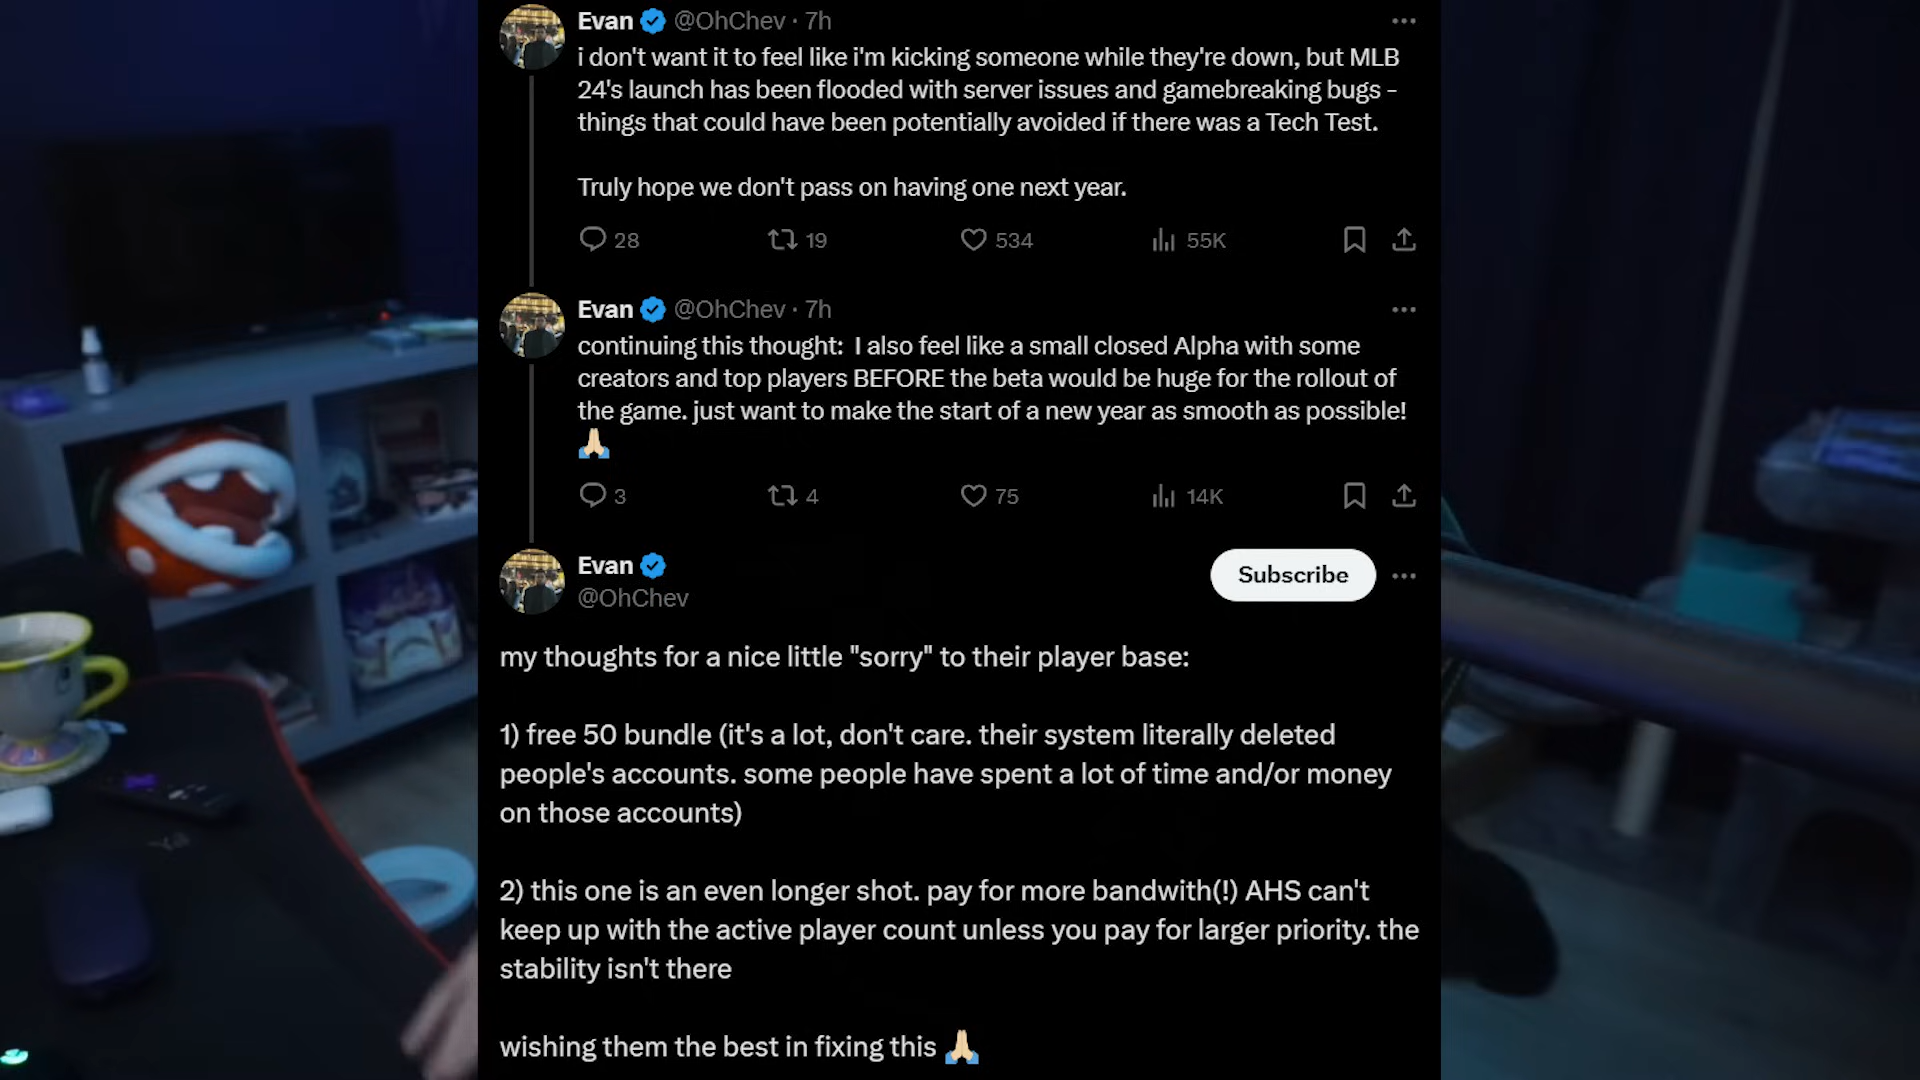 Evan @OhChev · 7h
i don't want it to feel like i'm kicking someone while they're down, but MLB
24's launch has been flooded with server issues and gamebreaking bugs -
things that could have been potentially avoided if there was a Tech Test.
Truly hope we don't pass on having one next year.
28 19 534 55K
Evan @OhChev · 7h
continuing this thought: I also feel like a small closed Alpha with some
creators and top players BEFORE the beta would be huge for the rollout of
the game. just want to make the start of a new year as smooth as possible!
🙏🏻
3 4 75 14K
Evan
@OhChev
Subscribe
my thoughts for a nice little "sorry" to their player base:
1) free 50 bundle (it's a lot, don't care. their system literally deleted
people's accounts. some people have spent a lot of time and/or money
on those accounts)
2) this one is an even longer shot. pay for more bandwith(!) AHS can't
keep up with the active player count unless you pay for larger priority. the
stability isn't there
wishing them the best in fixing this 🙏🏻